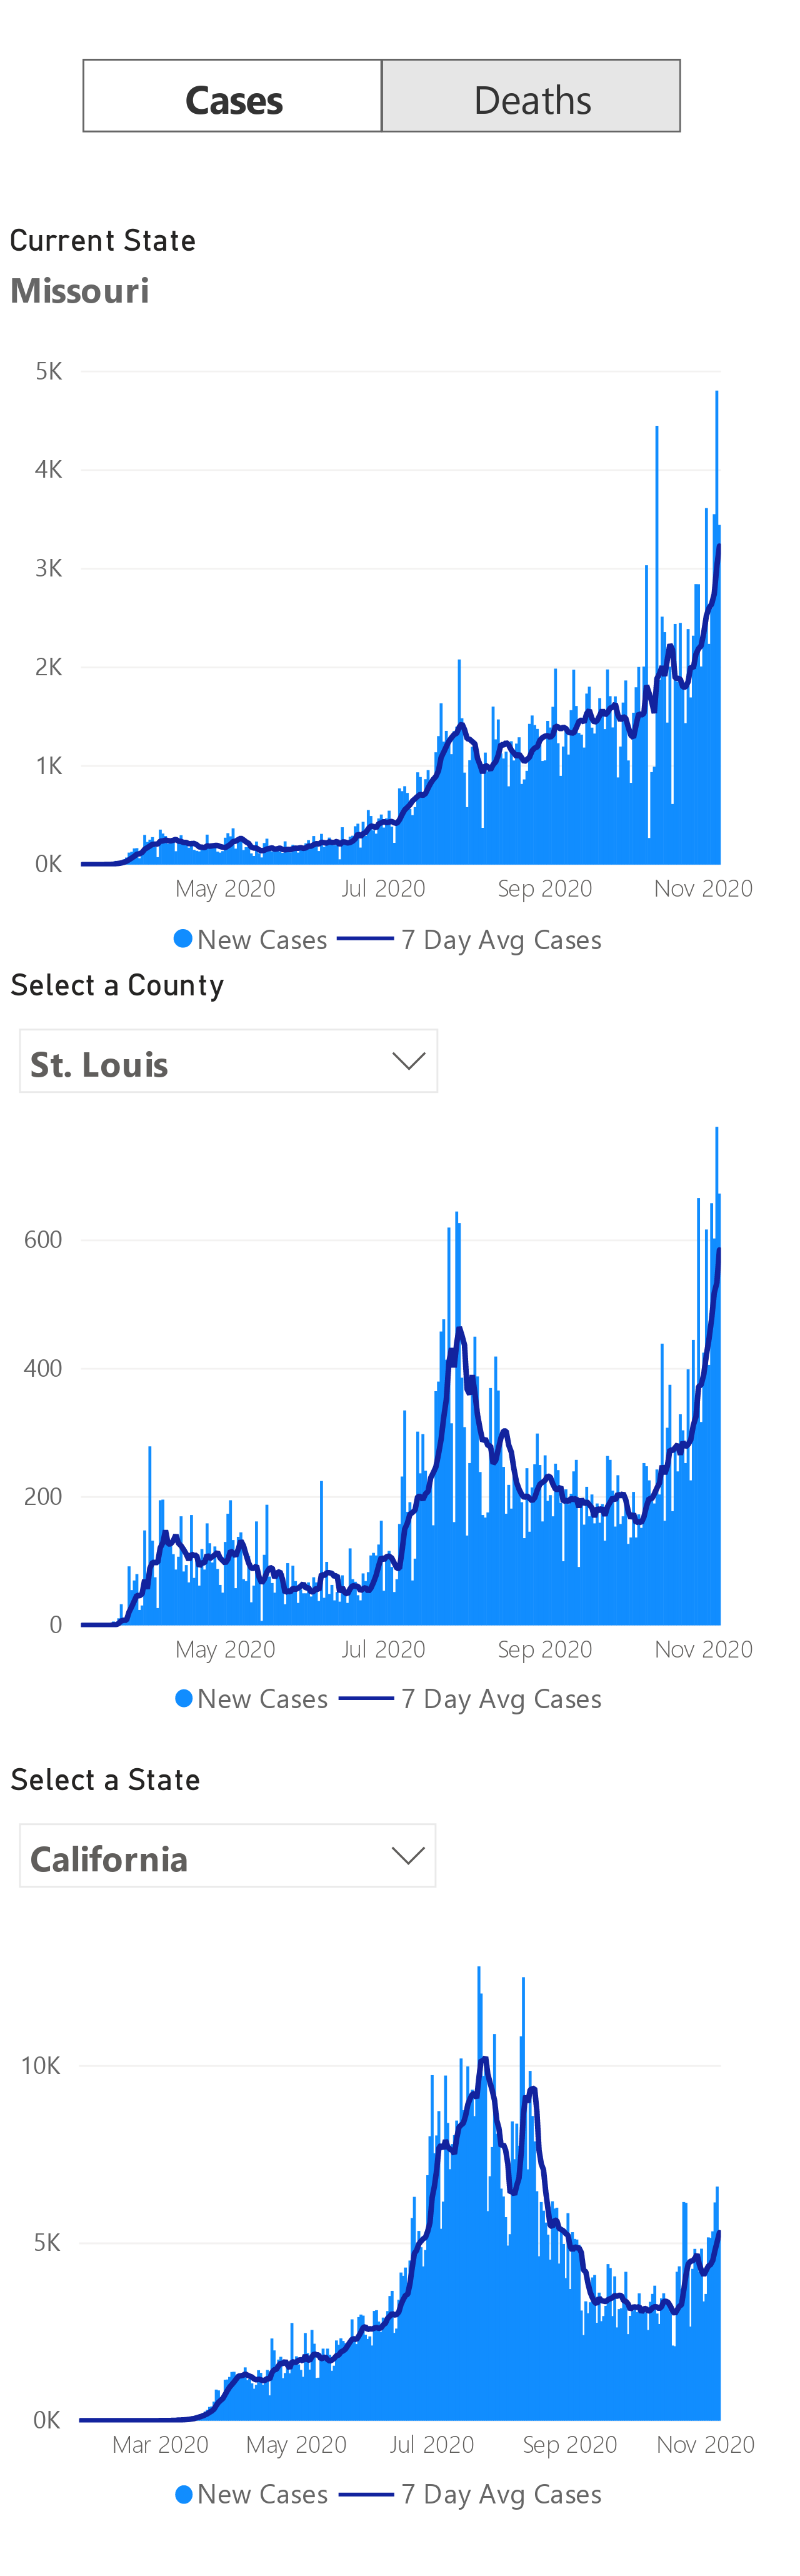 Cases Deaths
Current State
Missouri
5K
4K
3K
2K
1K
0K
May 2020 Jul 2020 Sep 2020 Nov 2020
New Cases 7 Day Avg Cases
Select a County
St. Louis
600
400
200
0
May 2020 Jul 2020 Sep 2020 Nov 2020
New Cases 7 Day Avg Cases
Select a State
California
10K
5K
0K
Mar 2020 May 2020 Jul 2020 Sep 2020 Nov 2020
New Cases 7 Day Avg Cases